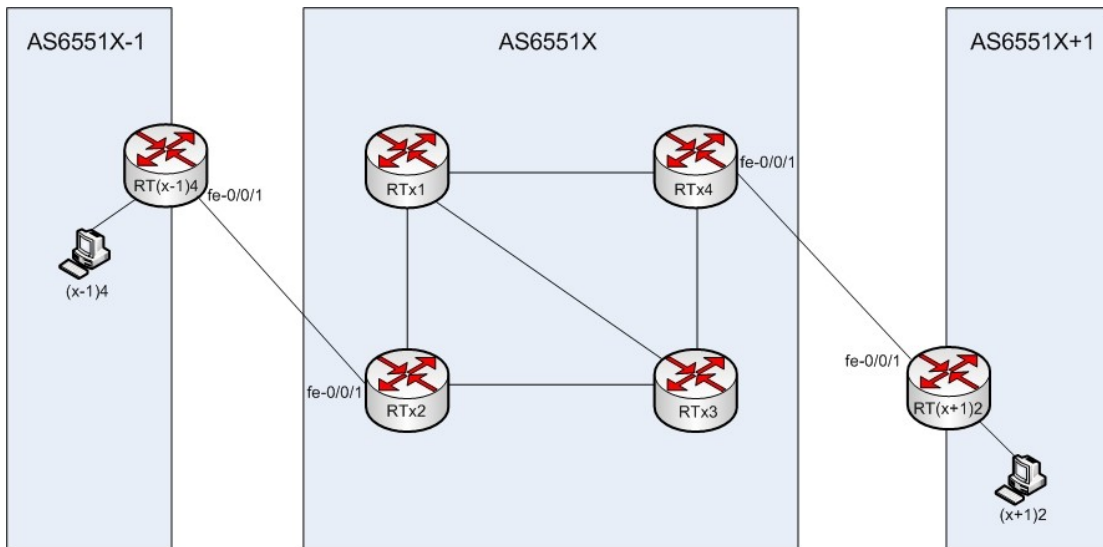 AS6551X-1
AS6551X
AS6551X+1
RT(x-1)4
fe-0/0/1
(x-1)4
RTx1
RTx4
fe-0/0/1
RTx2
fe-0/0/1
RTx3
RT(x+1)2
fe-0/0/1
(x+1)2